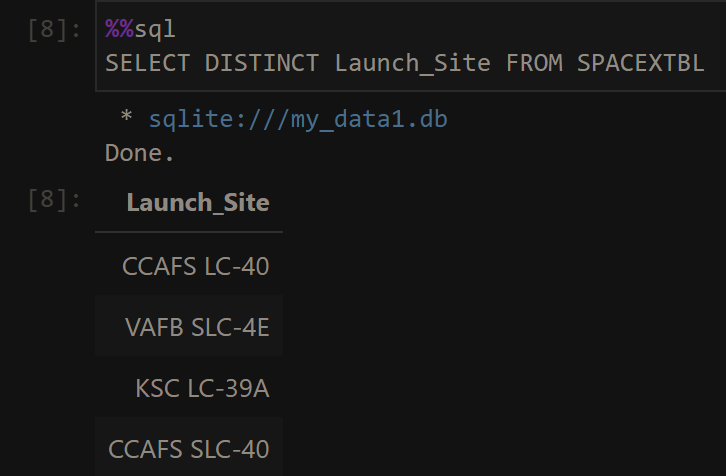 [8]: %%sql
SELECT DISTINCT Launch_Site FROM SPACEXTBL
* sqlite:///my_data1.db
Done.
[8]: Launch_Site
CCAFS LC-40
VAFB SLC-4E
KSC LC-39A
CCAFS SLC-40